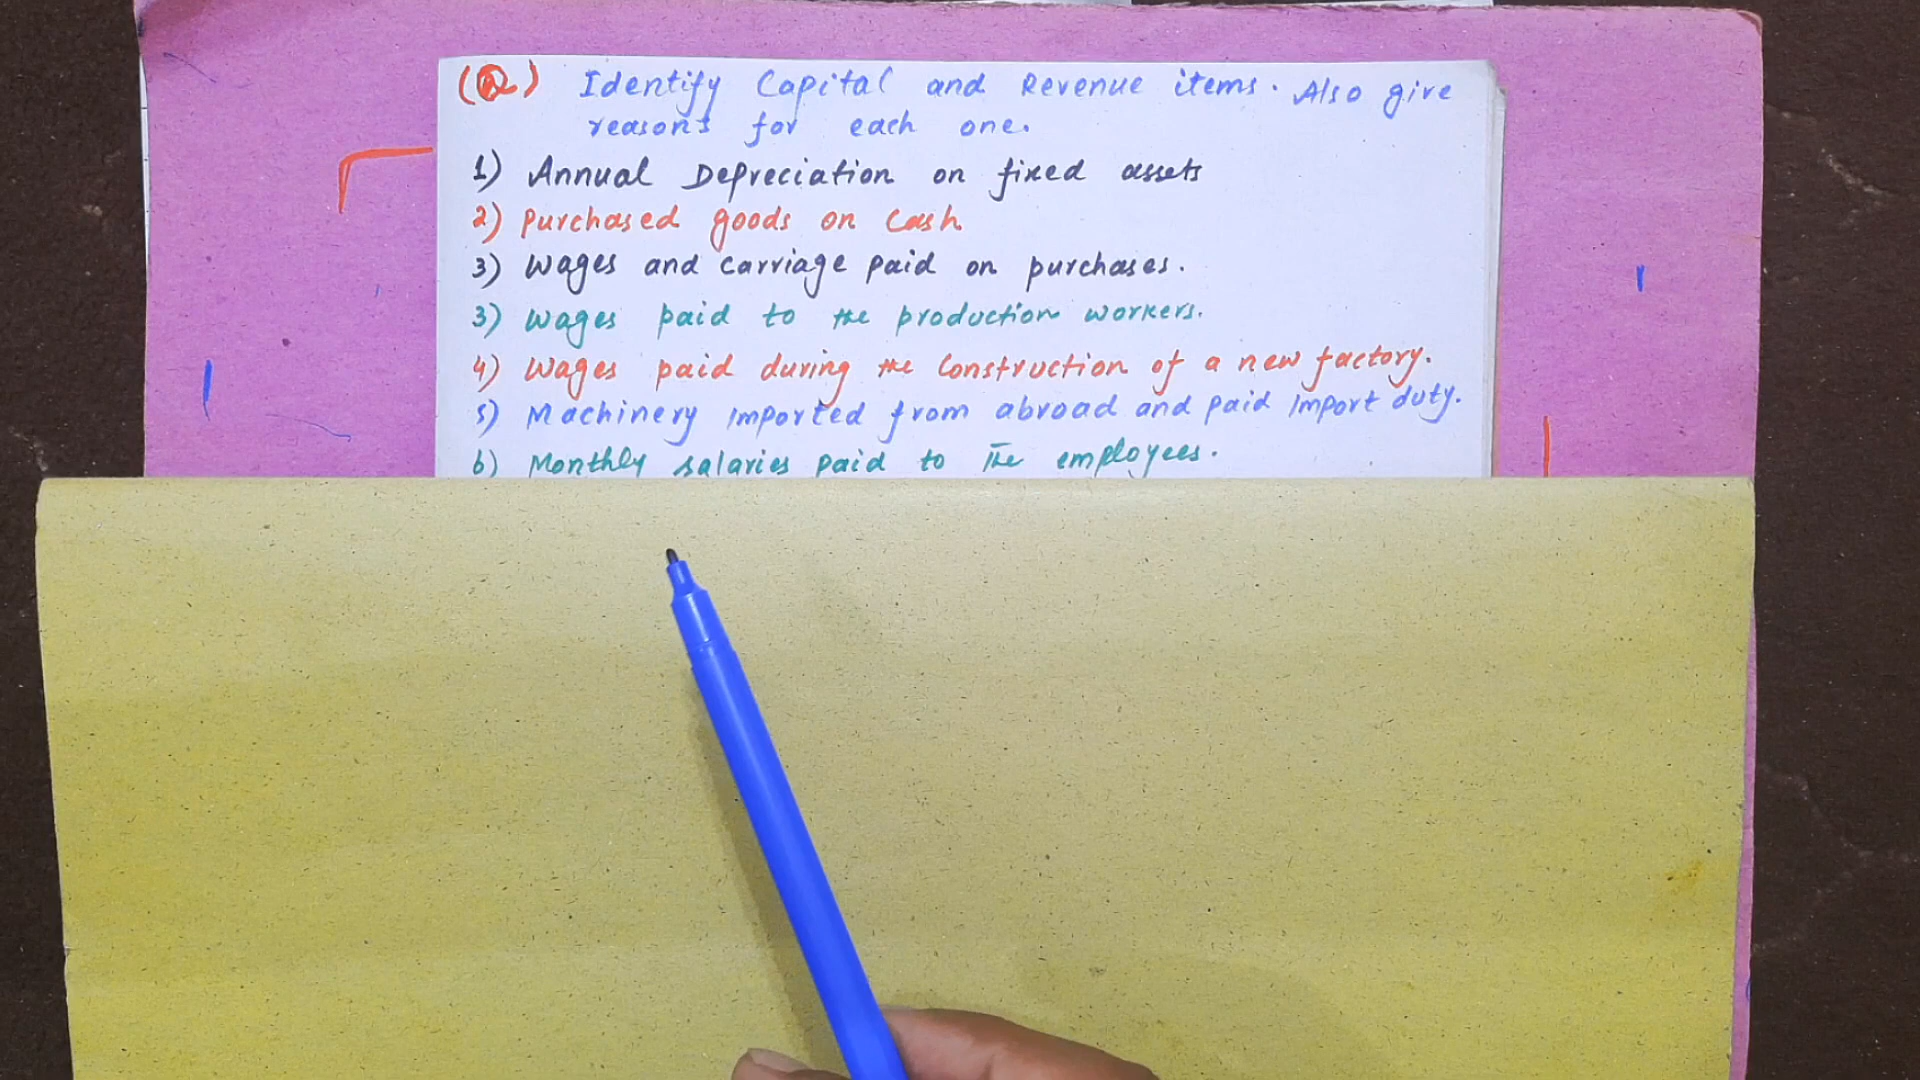 (Q) Identify Capital and Revenue items. Also give
reasons for each one.
1) Annual Depreciation on fixed assets
2) Purchased goods on Cash
3) Wages and carriage paid on purchases.
3) Wages paid to the production workers.
4) Wages paid during the Construction of a new factory.
5) Machinery imported from abroad and paid import duty.
6) Monthly salaries paid to The employees.